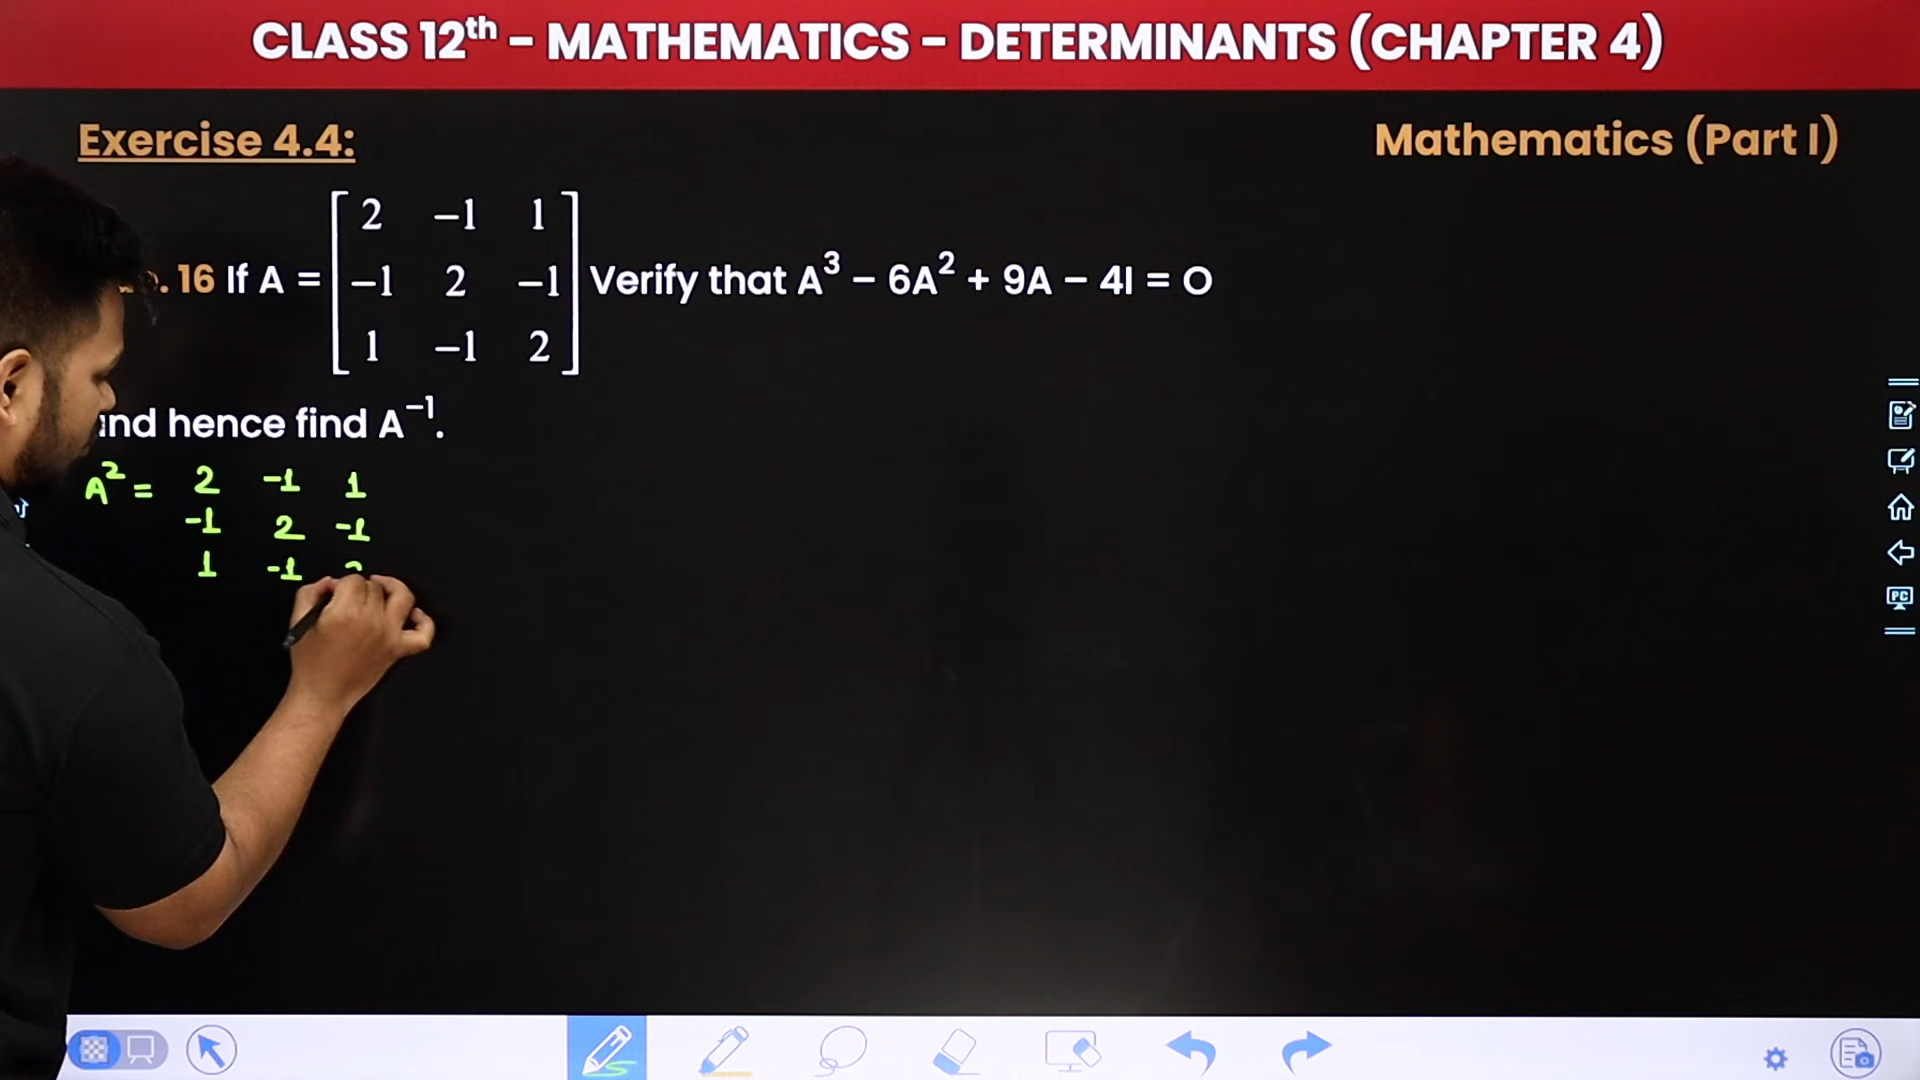 CLASS 12th – MATHEMATICS – DETERMINANTS (CHAPTER 4)
Exercise 4.4:
Mathematics (Part I)
2 –1 1
. 16 If A = –1 2 –1 Verify that A³ – 6A² + 9A – 4I = O
1 –1 2
and hence find A⁻¹.
A² = 2 -1 1
-1 2 -1
1 -1
PC